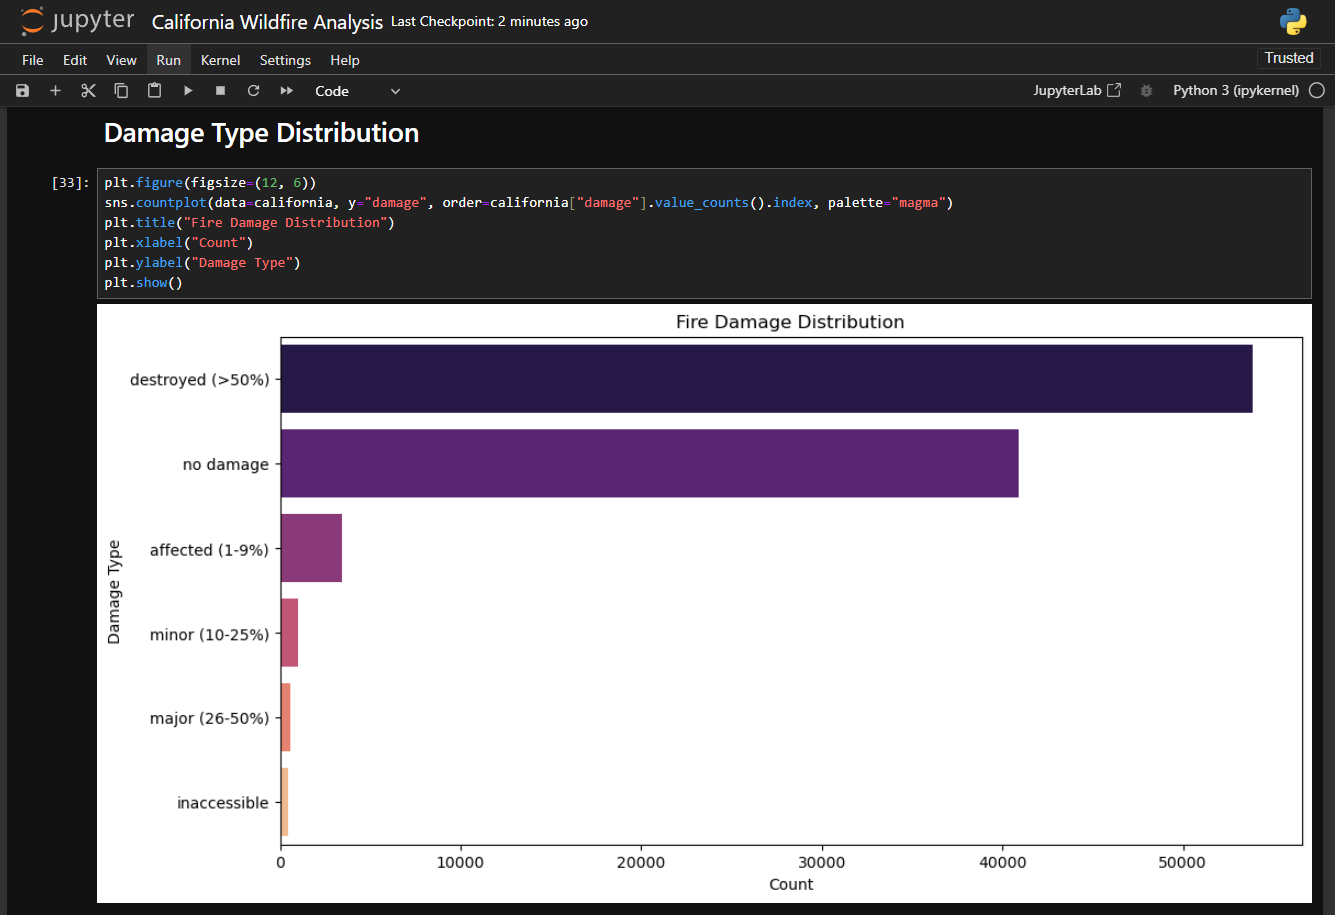 jupyter California Wildfire Analysis Last Checkpoint: 2 minutes ago
File Edit View Run Kernel Settings Help Trusted
Code JupyterLab Python 3 (ipykernel)
Damage Type Distribution
[33]: plt.figure(figsize=(12, 6))
sns.countplot(data=california, y="damage", order=california["damage"].value_counts().index, palette="magma")
plt.title("Fire Damage Distribution")
plt.xlabel("Count")
plt.ylabel("Damage Type")
plt.show()
Fire Damage Distribution
Damage Type
destroyed (>50%)
no damage
affected (1-9%)
minor (10-25%)
major (26-50%)
inaccessible
0 10000 20000 30000 40000 50000
Count